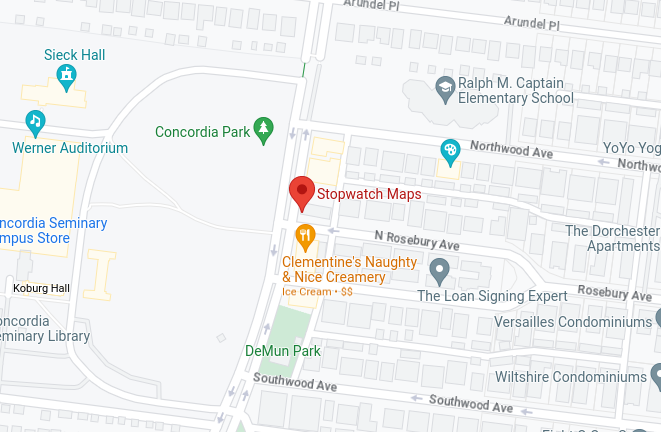 Arundel Pl
Arundel Pl
Sieck Hall
Ralph M. Captain
Elementary School
Concordia Park
Werner Auditorium
Northwood Ave
YoYo Yog
Northwo
Stopwatch Maps
ncordia Seminary
mpus Store
N Rosebury Ave
The Dorchester
Apartments
Clementine's Naughty
& Nice Creamery
Ice Cream • $$
Koburg Hall
The Loan Signing Expert
Rosebury Ave
oncordia
eminary Library
Versailles Condominiums
DeMun Park
Southwood Ave
Wiltshire Condominiums
Southwood Ave